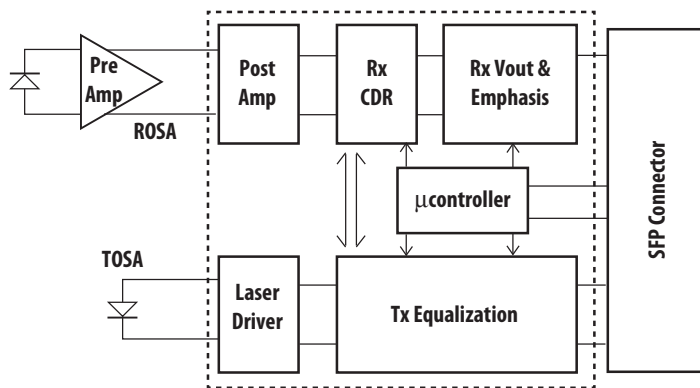 Pre
Amp
ROSA
Post
Amp
Rx
CDR
Rx Vout &
Emphasis
μcontroller
SFP Connector
TOSA
Laser
Driver
Tx Equalization